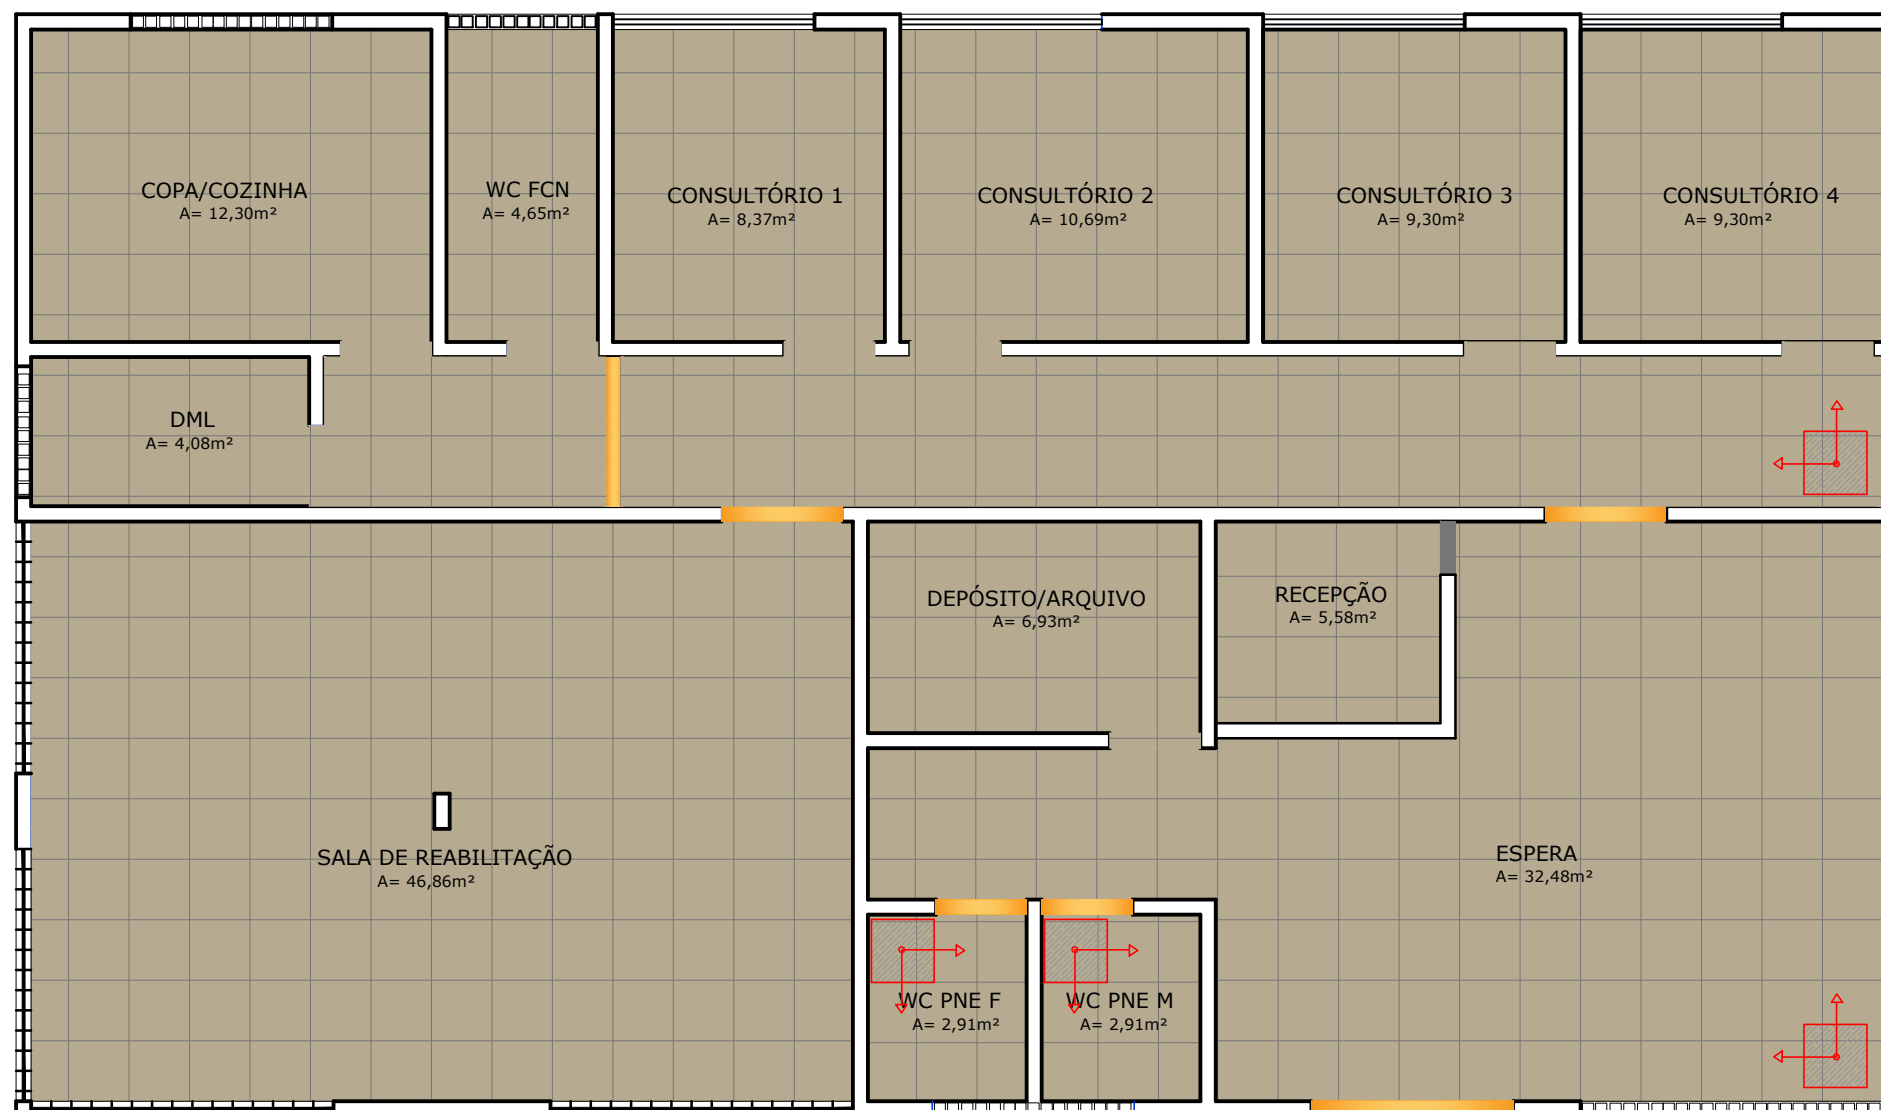 COPA/COZINHA
A= 12,30m²
WC FCN
A= 4,65m²
CONSULTÓRIO 1
A= 8,37m²
CONSULTÓRIO 2
A= 10,69m²
CONSULTÓRIO 3
A= 9,30m²
CONSULTÓRIO 4
A= 9,30m²
DML
A= 4,08m²
DEPÓSITO/ARQUIVO
A= 6,93m²
RECEPÇÃO
A= 5,58m²
SALA DE REABILITAÇÃO
A= 46,86m²
ESPERA
A= 32,48m²
WC PNE F
A= 2,91m²
WC PNE M
A= 2,91m²